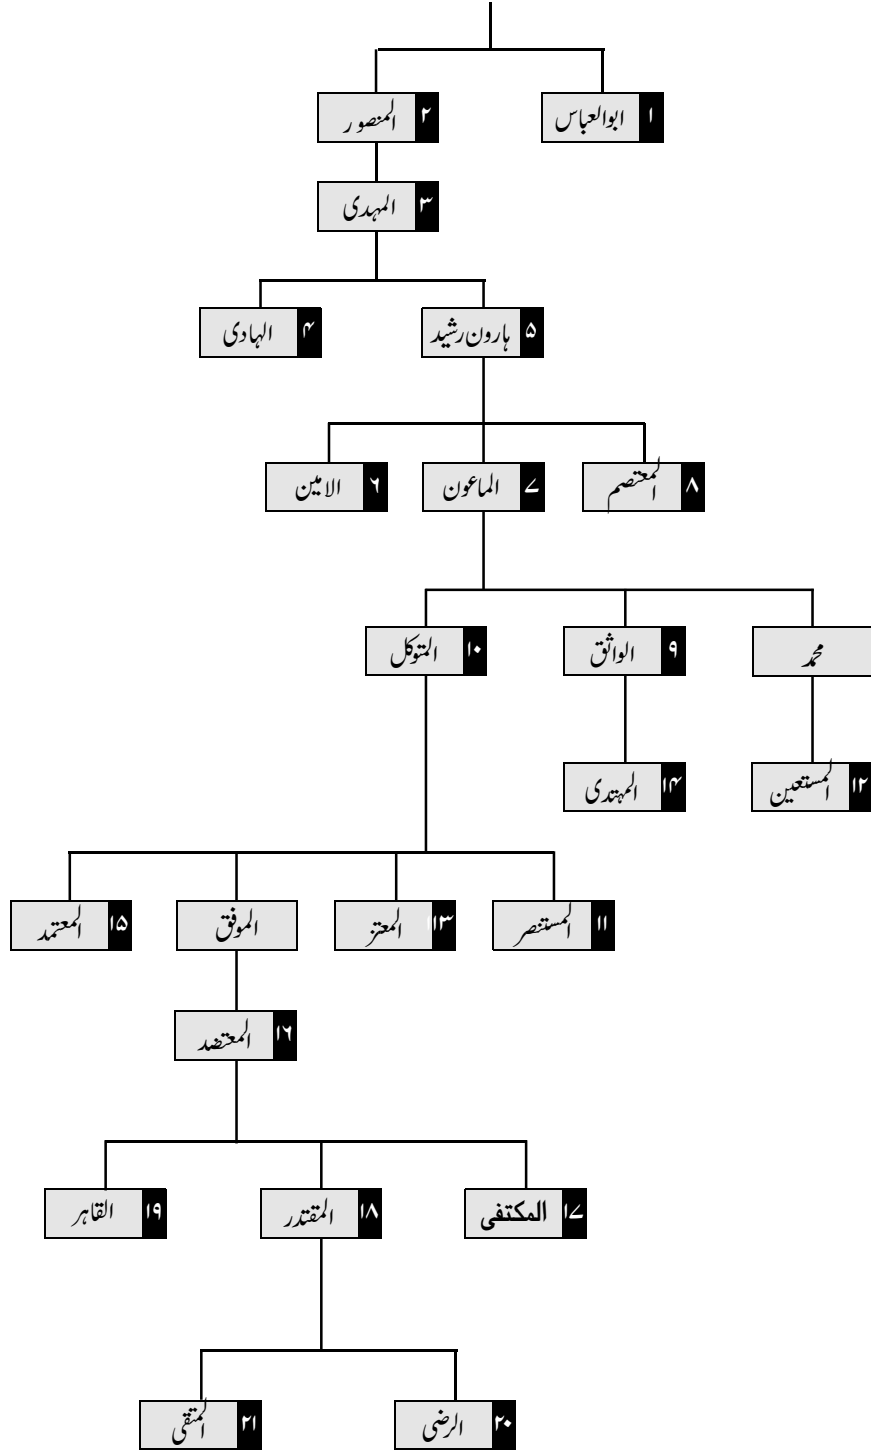 ۱ ابوالعباس
۲ المنصور
۳ المہدی
۵ ہارون رشید
۴ الہادی
۸ المعتصم
۷ الماعون
۶ الامین
محمد
۹ الواثق
۱۰ المتوکل
۱۲ المستعین
۱۴ المہتدی
۱۱ المستنصر
۱۳ المعتز
الموفق
۱۵ المعتمد
۱۶ المعتضد
۱۷ المکتفی
۱۸ المقتدر
۱۹ القاہر
۲۰ الرضی
۲۱ المتقی